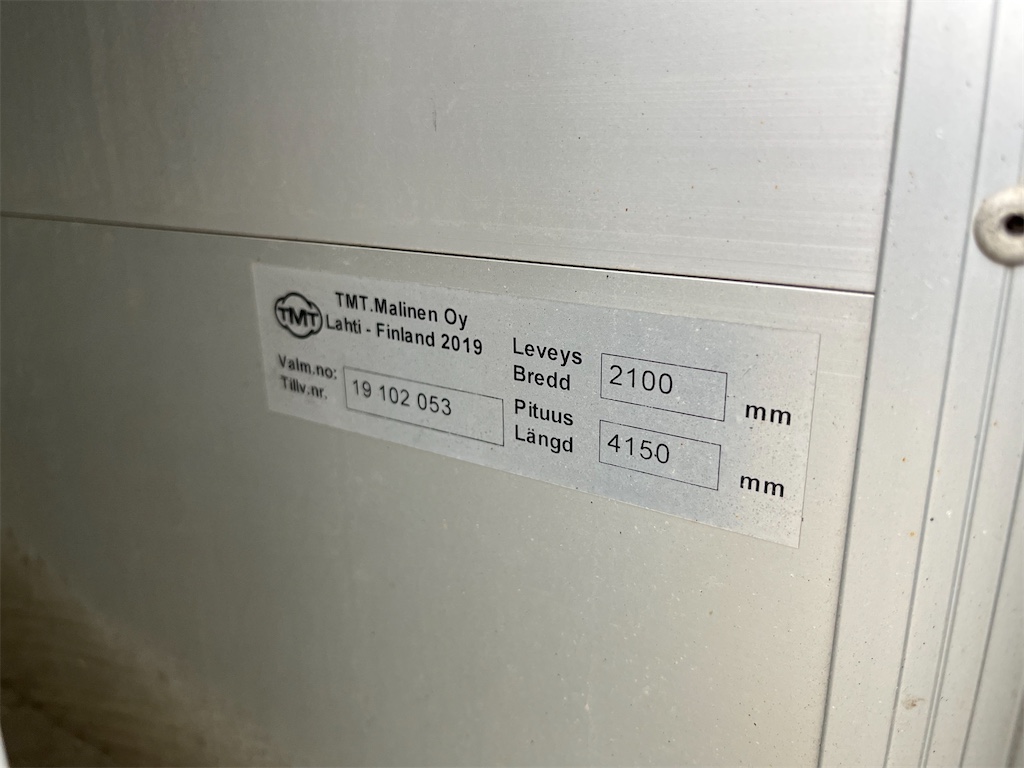 TMT
TMT.Malinen Oy
Lahti - Finland 2019
Valm.no:
Tillv.nr.
19 102 053
Leveys
Bredd
2100
mm
Pituus
Längd
4150
mm